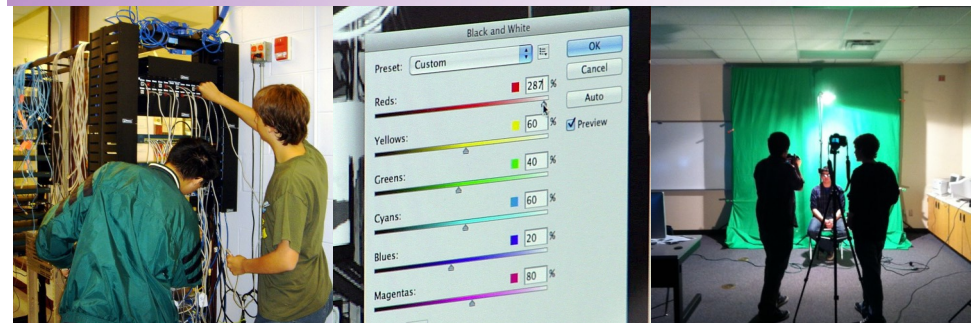 Black and White
Preset: Custom
OK
Cancel
Auto
Preview
Reds: 287 %
Yellows: 60 %
Greens: 40 %
Cyans: 60 %
Blues: 20 %
Magentas: 80 %